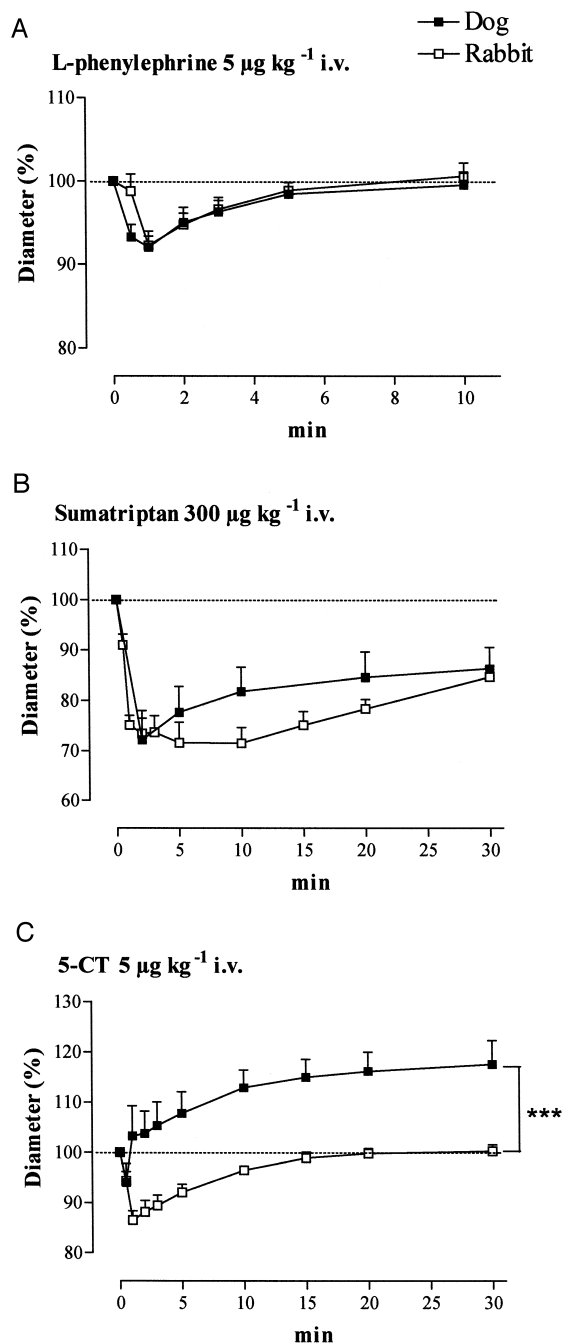 A
Dog
Rabbit
L-phenylephrine 5 µg kg -1 i.v.
110
100
90
80
Diameter (%)
0 2 4 6 8 10
min
B
Sumatriptan 300 µg kg -1 i.v.
110
100
90
80
70
60
Diameter (%)
0 5 10 15 20 25 30
min
C
5-CT 5 µg kg -1 i.v.
130
120
110
100
90
80
Diameter (%)
***
0 5 10 15 20 25 30
min